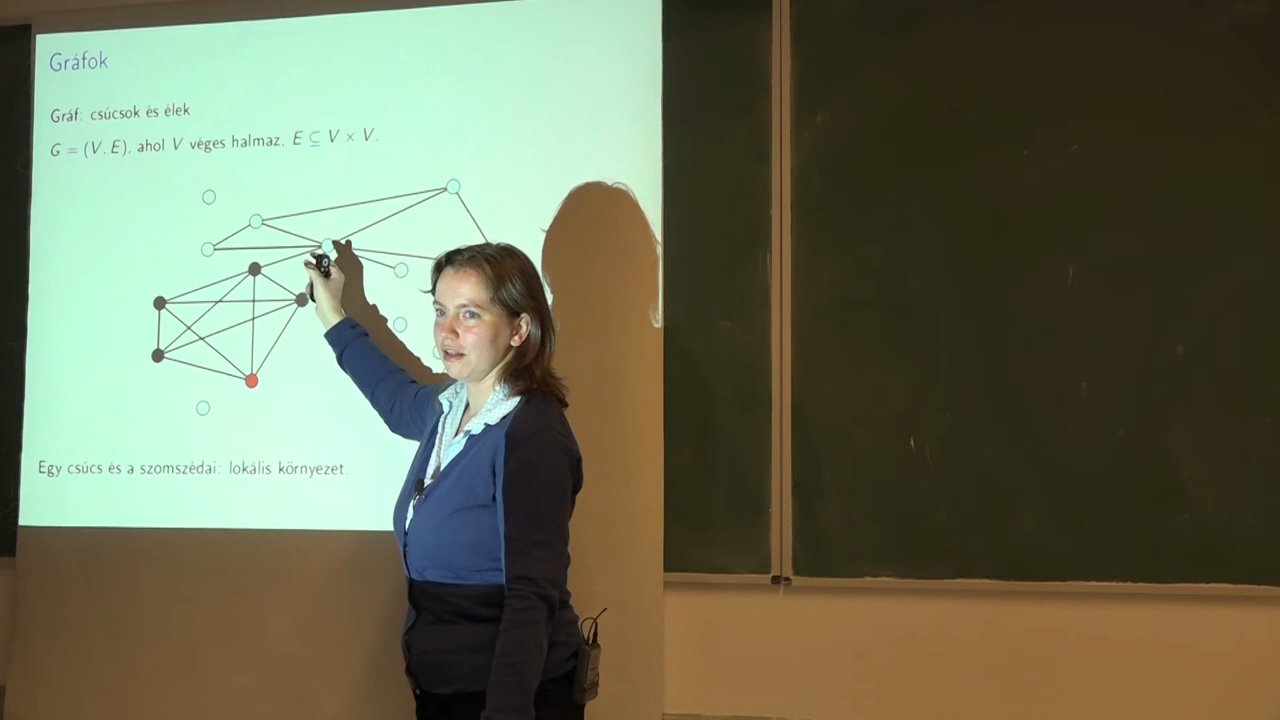 Gráfok
Gráf: csúcsok és élek
G = (V, E), ahol V véges halmaz, E ⊆ V × V.
Egy csúcs és a szomszédai: lokális környezet.